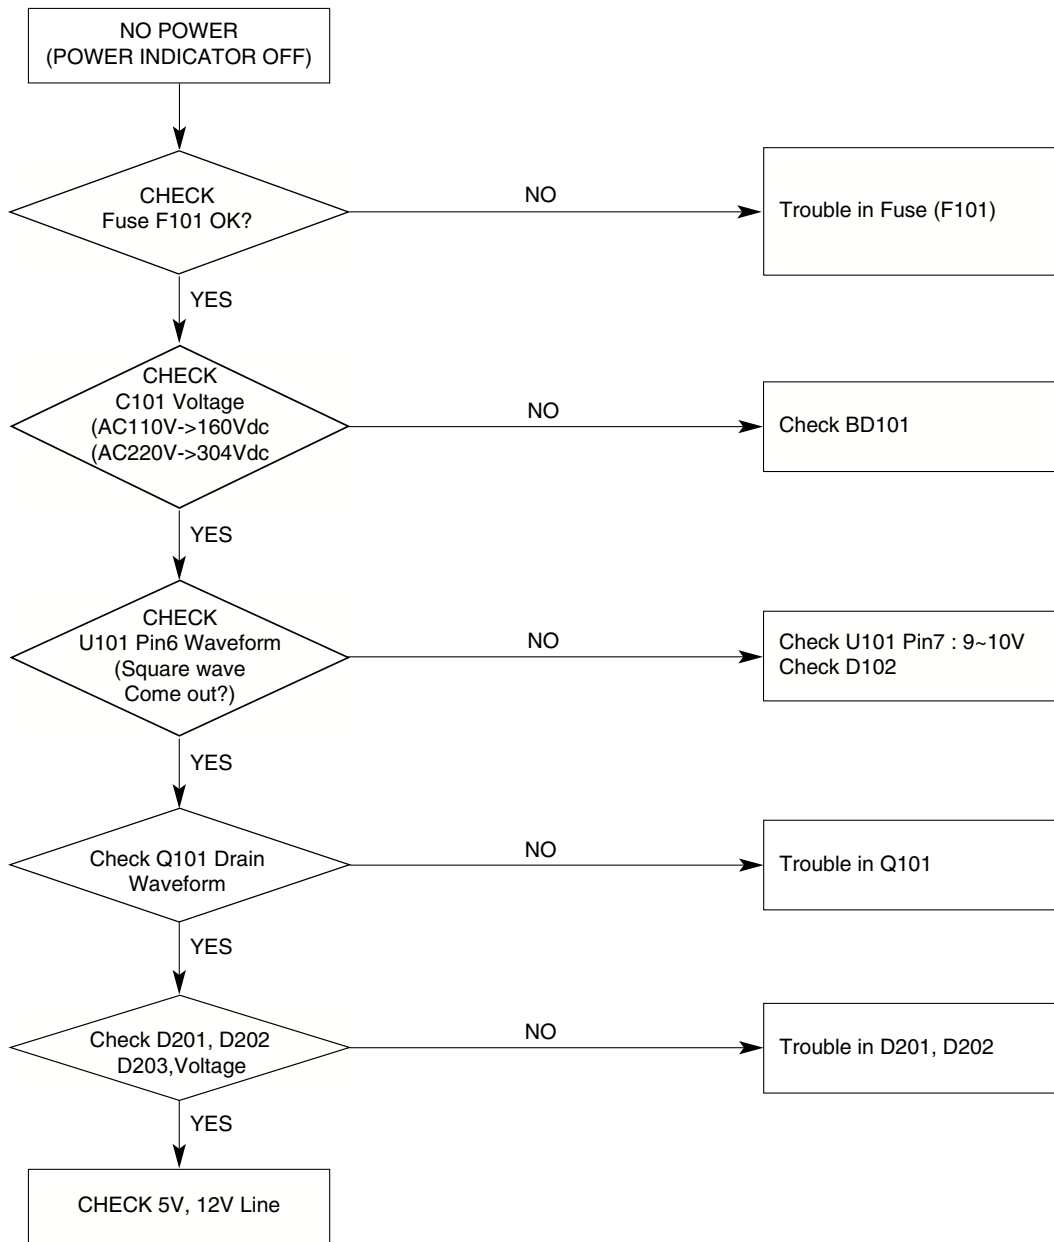 NO POWER
(POWER INDICATOR OFF)
CHECK
Fuse F101 OK?
NO
Trouble in Fuse (F101)
YES
CHECK
C101 Voltage
(AC110V->160Vdc
(AC220V->304Vdc
NO
Check BD101
YES
CHECK
U101 Pin6 Waveform
(Square wave
Come out?)
NO
Check U101 Pin7 : 9~10V
Check D102
YES
Check Q101 Drain
Waveform
NO
Trouble in Q101
YES
Check D201, D202
D203,Voltage
NO
Trouble in D201, D202
YES
CHECK 5V, 12V Line